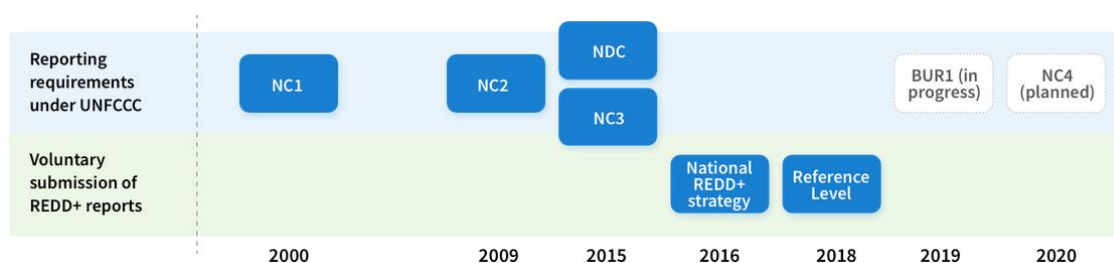 Reporting
requirements
under UNFCCC
NC1
NC2
NDC
NC3
BUR1 (in
progress)
NC4
(planned)
Voluntary
submission of
REDD+ reports
National
REDD+
strategy
Reference
Level
2000
2009
2015
2016
2018
2019
2020